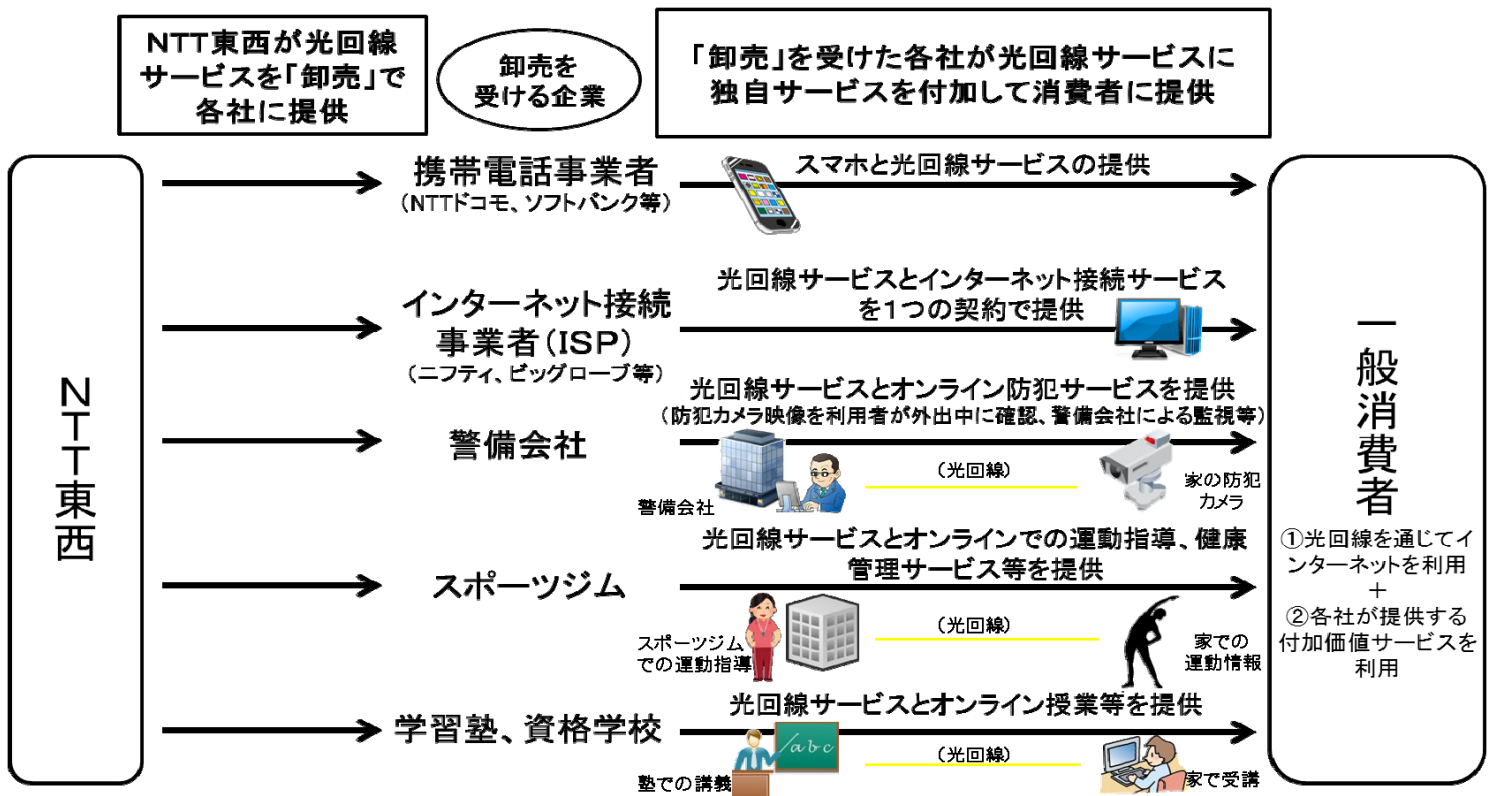 NTT東西が光回線
サービスを「卸売」で
各社に提供
卸売を
受ける企業
「卸売」を受けた各社が光回線サービスに
独自サービスを付加して消費者に提供
NTT東西
携帯電話事業者
(NTTドコモ、ソフトバンク等)
スマホと光回線サービスの提供
インターネット接続
事業者(ISP)
(ニフティ、ビッグローブ等)
光回線サービスとインターネット接続サービス
を1つの契約で提供
警備会社
光回線サービスとオンライン防犯サービスを提供
(防犯カメラ映像を利用者が外出中に確認、警備会社による監視等)
警備会社
(光回線)
家の防犯
カメラ
スポーツジム
光回線サービスとオンラインでの運動指導、健康
管理サービス等を提供
スポーツジム
での運動指導
(光回線)
家での
運動情報
学習塾、資格学校
光回線サービスとオンライン授業等を提供
abc
塾での講義
(光回線)
家で受講
一般消費者
①光回線を通じてイ
ンターネットを利用
+
②各社が提供する
付加価値サービスを
利用